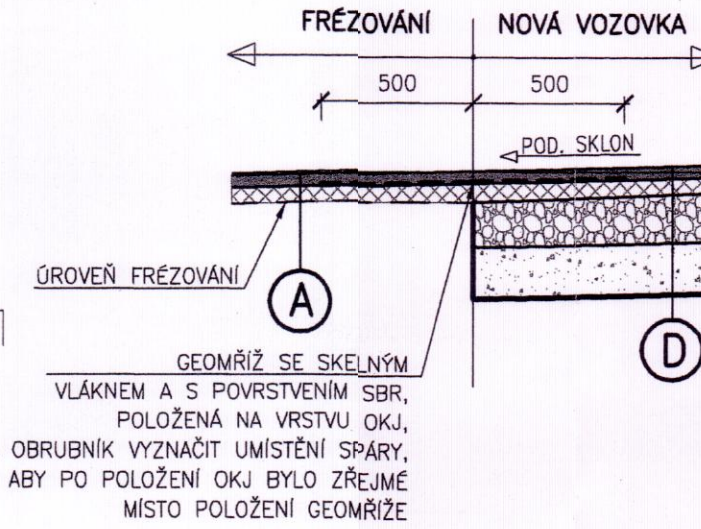 FRÉZOVÁNÍ NOVÁ VOZOVKA
500 500
POD. SKLON
ÚROVEŇ FRÉZOVÁNÍ
A
D
GEOMŘÍŽ SE SKELNÝM
VLÁKNEM A S POVRSTVENÍM SBR,
POLOŽENÁ NA VRSTVU OKJ,
OBRUBNÍK VYZNAČIT UMÍSTĚNÍ SPÁRY,
ABY PO POLOŽENÍ OKJ BYLO ZŘEJMÉ
MÍSTO POLOŽENÍ GEOMŘÍŽE